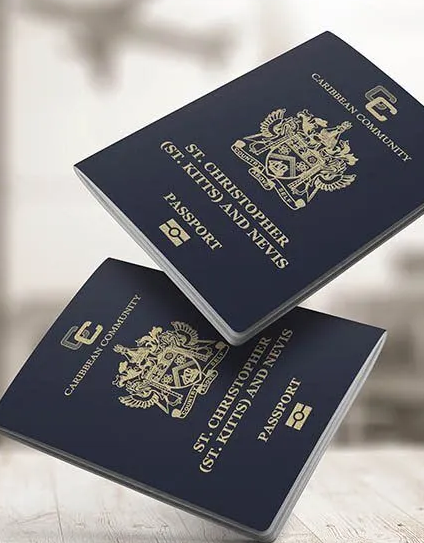 CARIBBEAN COMMUNITY
ST. CHRISTOPHER
(ST. KITTS) AND NEVIS
PASSPORT
CARIBBEAN COMMUNITY
ST. CHRISTOPHER
(ST. KITTS) AND NEVIS
PASSPORT